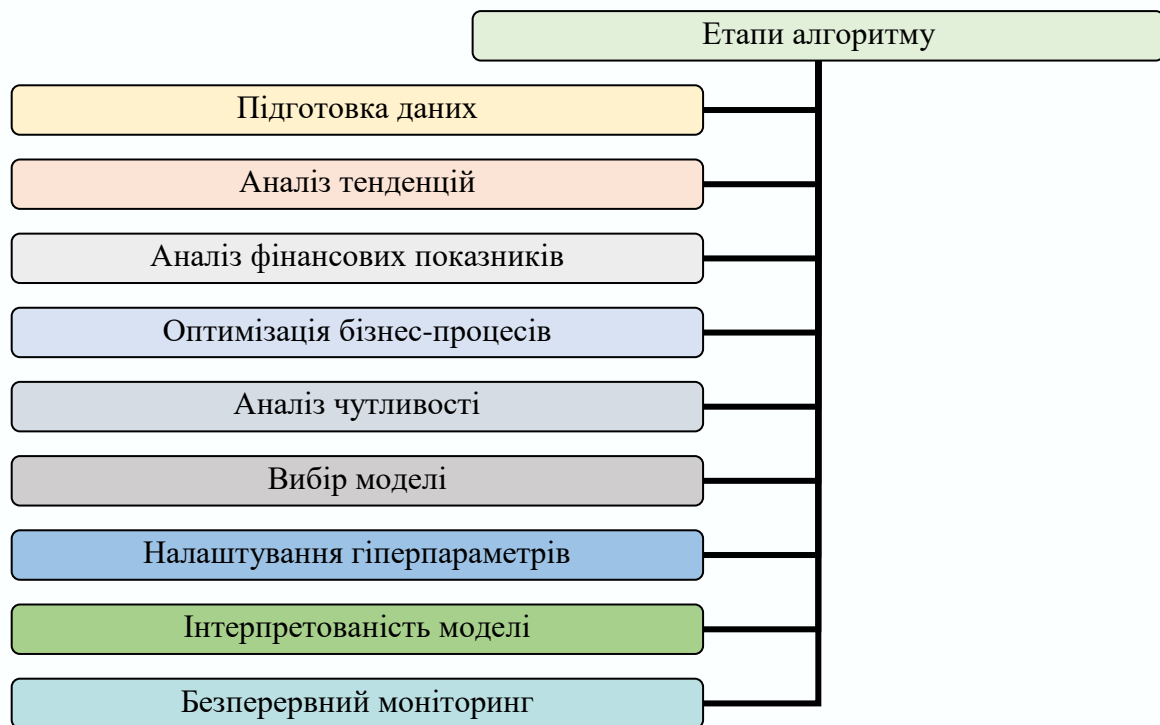 Етапи алгоритму
Підготовка даних
Аналіз тенденцій
Аналіз фінансових показників
Оптимізація бізнес-процесів
Аналіз чутливості
Вибір моделі
Налаштування гіперпараметрів
Інтерпретованість моделі
Безперервний моніторинг